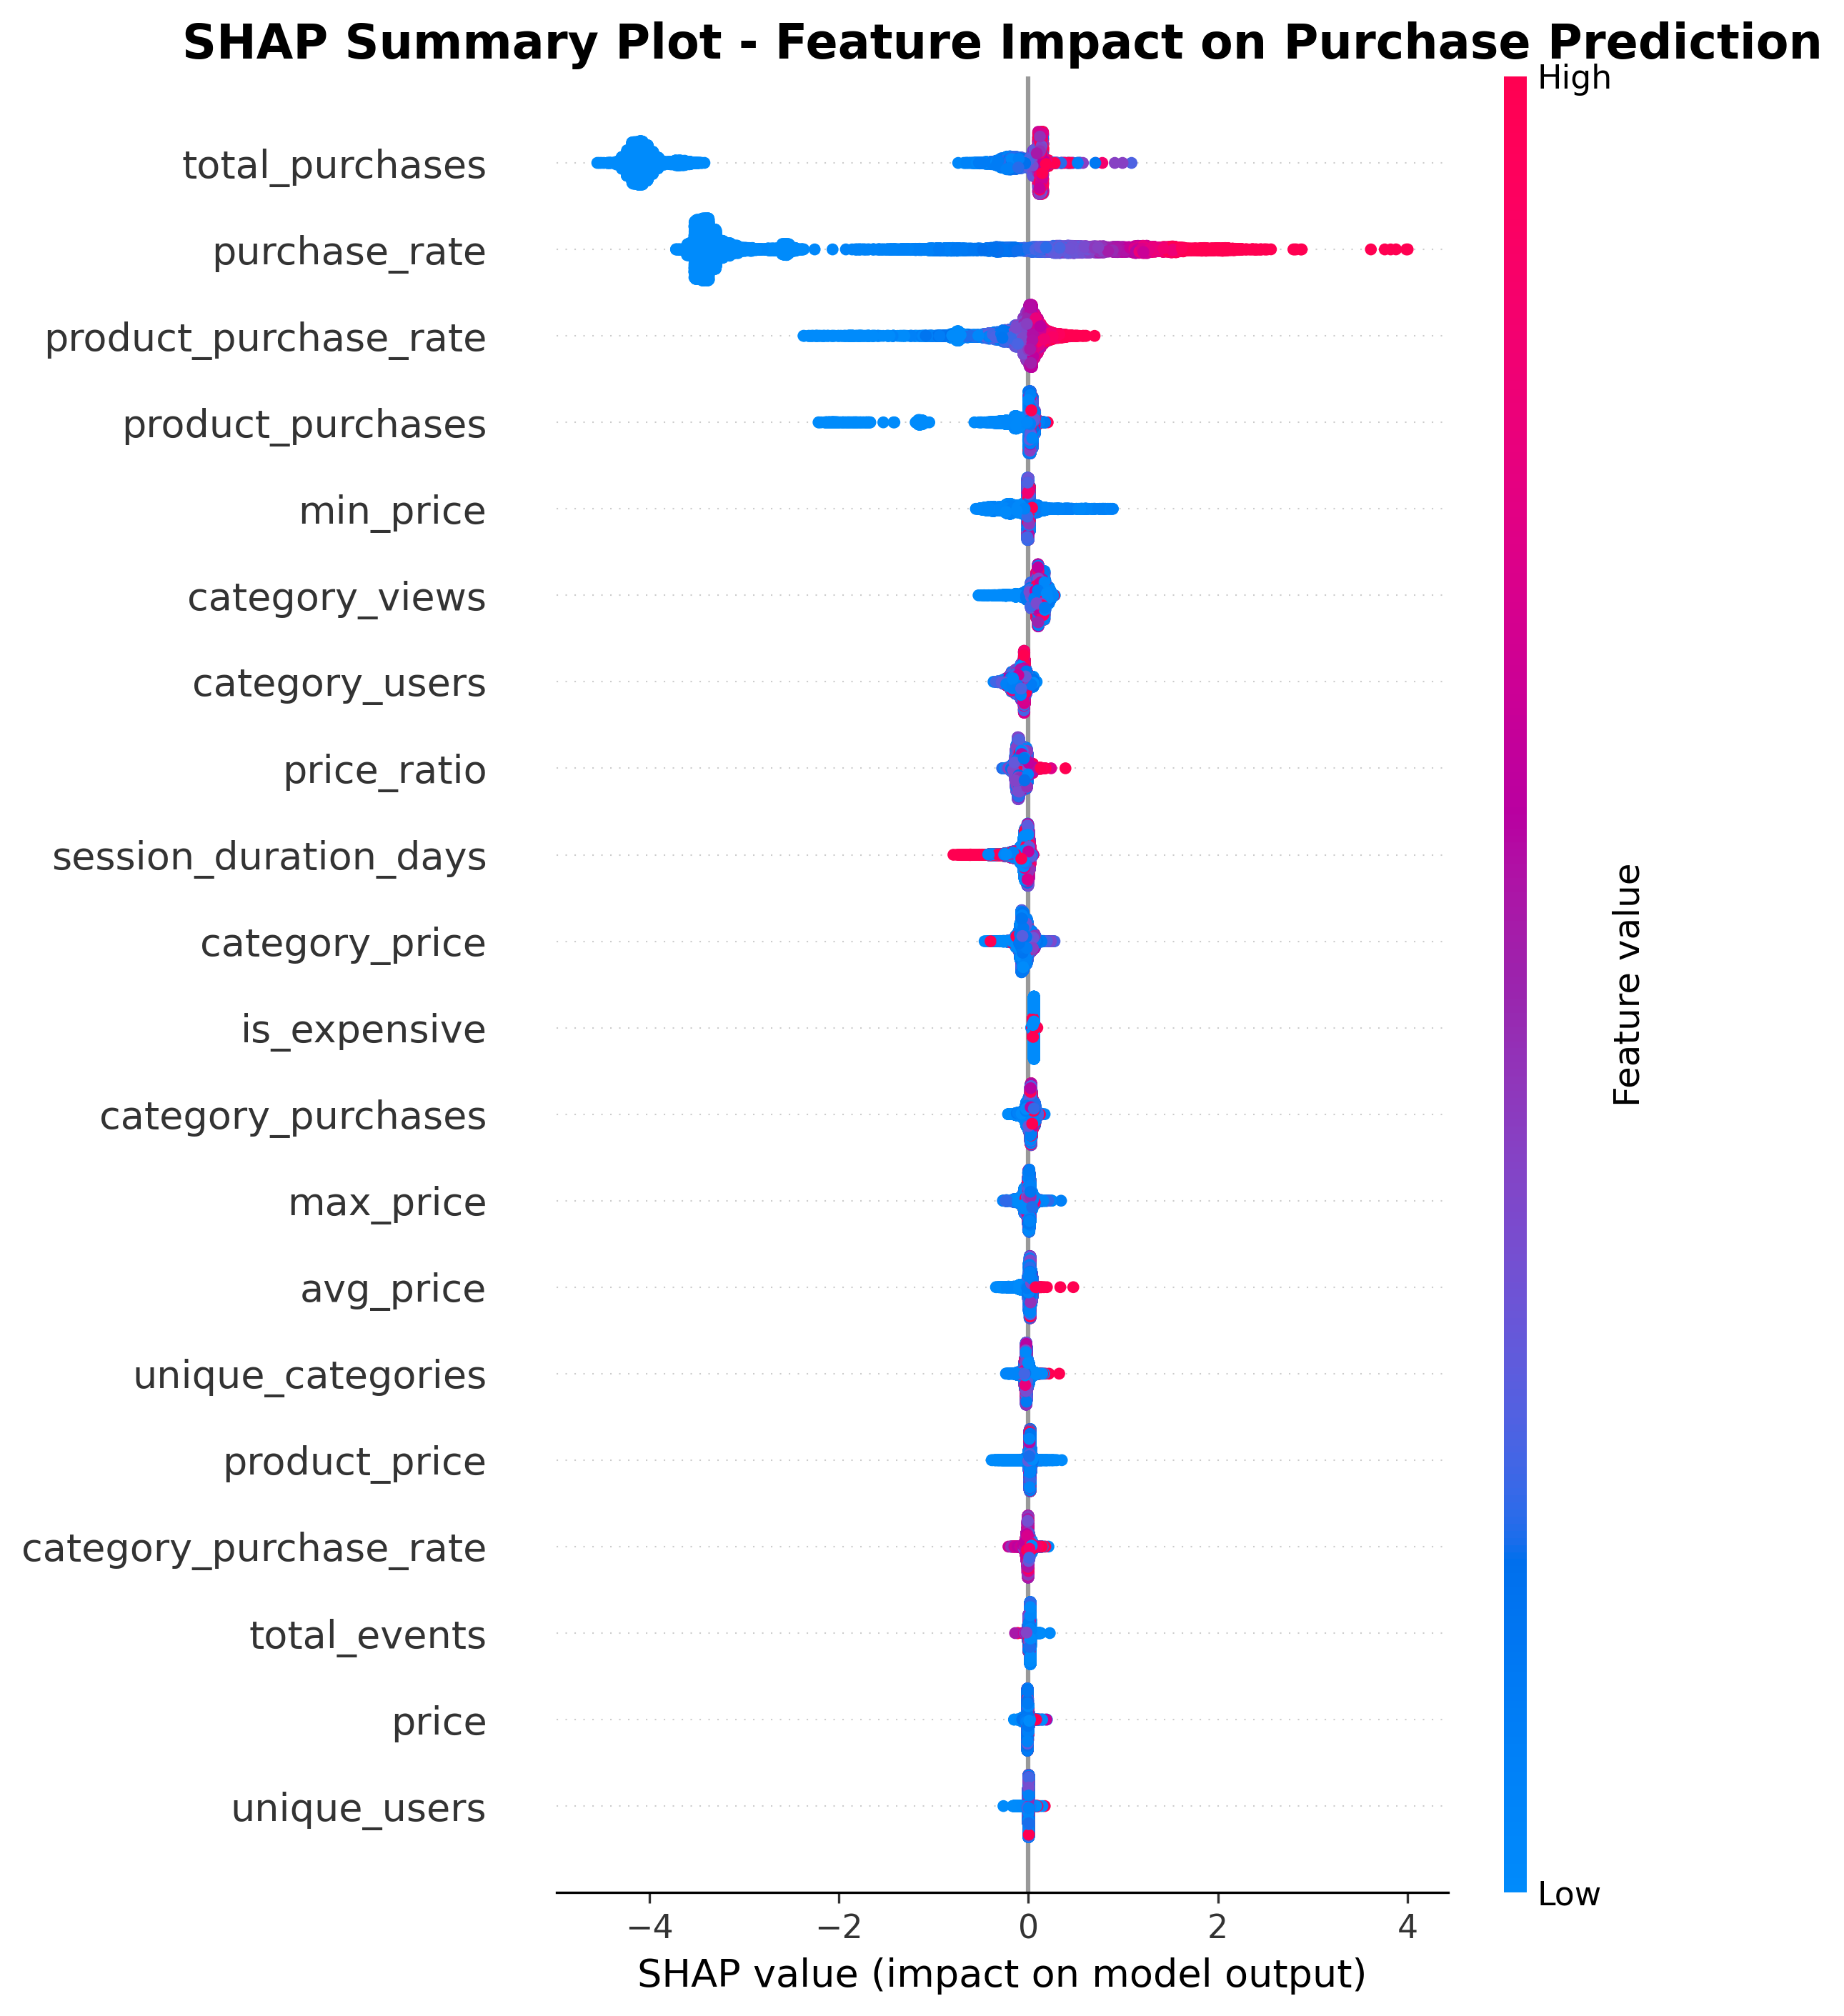 SHAP Summary Plot - Feature Impact on Purchase Prediction
High
total_purchases
purchase_rate
product_purchase_rate
product_purchases
min_price
category_views
category_users
price_ratio
session_duration_days
category_price
is_expensive
category_purchases
max_price
avg_price
unique_categories
product_price
category_purchase_rate
total_events
price
unique_users
Feature value
Low
−4 −2 0 2 4
SHAP value (impact on model output)